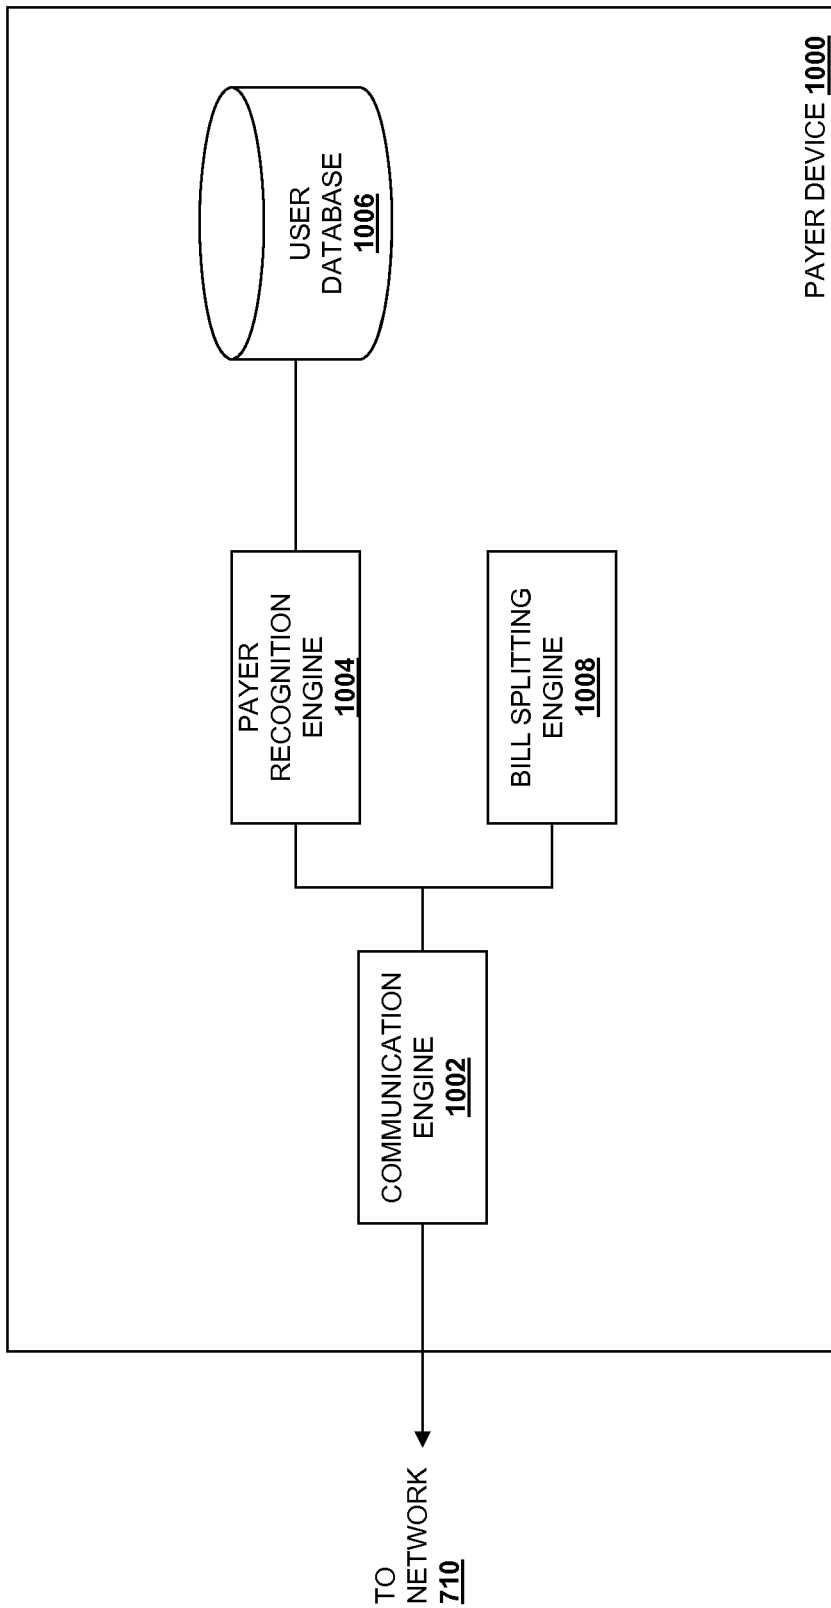 TO
NETWORK
710
COMMUNICATION
ENGINE
1002
PAYER
RECOGNITION
ENGINE
1004
BILL SPLITTING
ENGINE
1008
USER
DATABASE
1006
PAYER DEVICE 1000